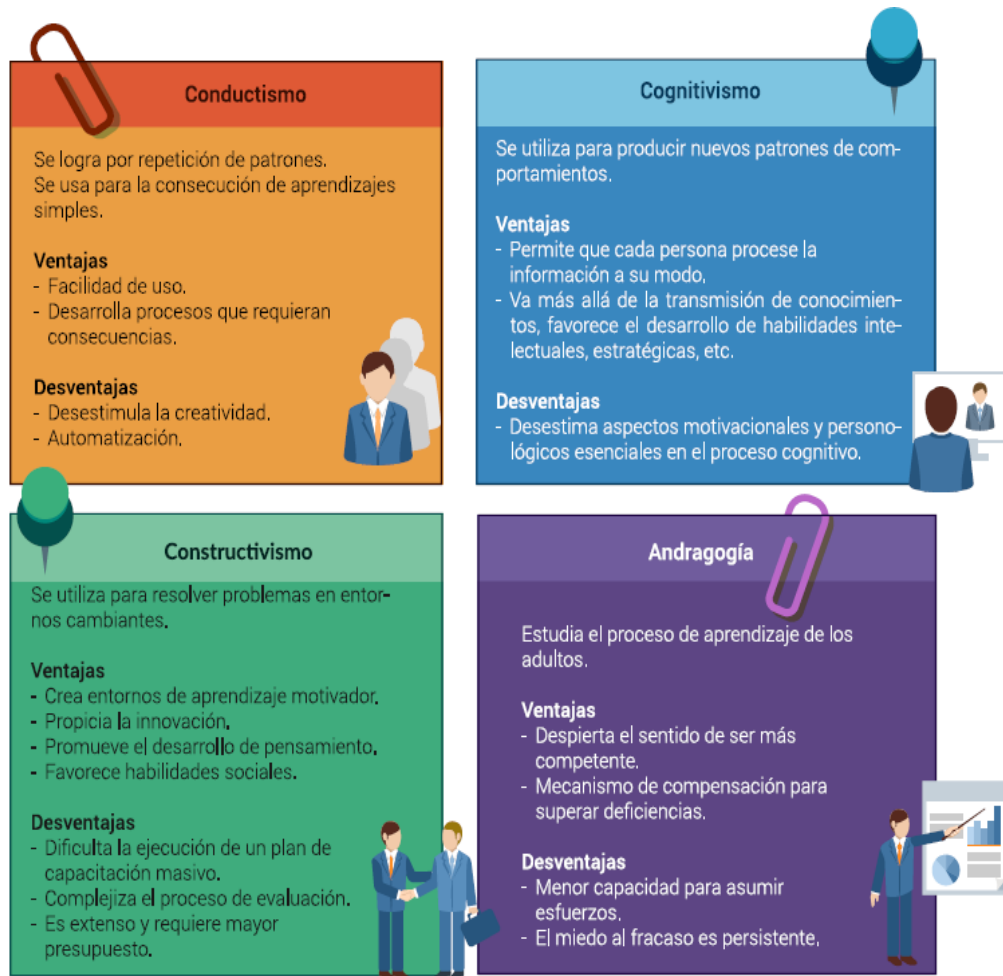 Conductismo
Se logra por repetición de patrones.
Se usa para la consecución de aprendizajes
simples.
Ventajas
- Facilidad de uso.
- Desarrolla procesos que requieran
consecuencias.
Desventajas
- Desestimula la creatividad.
- Automatización.
Cognitivismo
Se utiliza para producir nuevos patrones de com-
portamientos.
Ventajas
- Permite que cada persona procese la
información a su modo.
- Va más allá de la transmisión de conocimien-
tos, favorece el desarrollo de habilidades inte-
lectuales, estratégicas, etc.
Desventajas
- Desestima aspectos motivacionales y perso­no-
lógicos esenciales en el proceso cognitivo.
Constructivismo
Se utiliza para resolver problemas en entor-
nos cambiantes.
Ventajas
- Crea entornos de aprendizaje motivador.
- Propicia la innovación.
- Promueve el desarrollo de pensamiento.
- Favorece habilidades sociales.
Desventajas
- Dificulta la ejecución de un plan de
capacitación masivo.
- Complejiza el proceso de evaluación.
- Es extenso y requiere mayor
presupuesto.
Andragogía
Estudia el proceso de aprendizaje de los
adultos.
Ventajas
- Despierta el sentido de ser más
competente.
- Mecanismo de compensación para
superar deficiencias.
Desventajas
- Menor capacidad para asumir
esfuerzos.
- El miedo al fracaso es persistente.